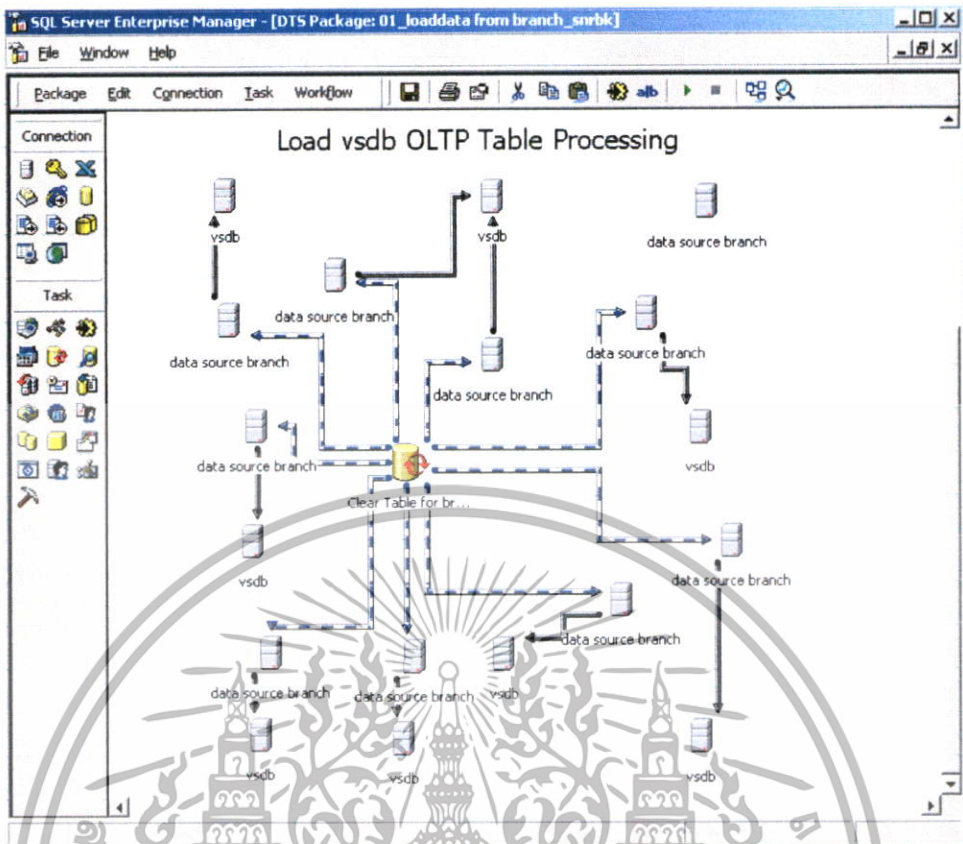 SQL Server Enterprise Manager - [DTS Package: 01_loaddata from branch_snrbk]
File Window Help
Package Edit Connection Task Workflow
Connection
Task
Load vsdb OLTP Table Processing
vsdb
vsdb
data source branch
data source branch
data source branch
data source branch
data source branch
data source branch
vsdb
Clear Table for br...
vsdb
data source branch
data source branch
data source branch
data source branch
vsdb
vsdb
vsdb
vsdb